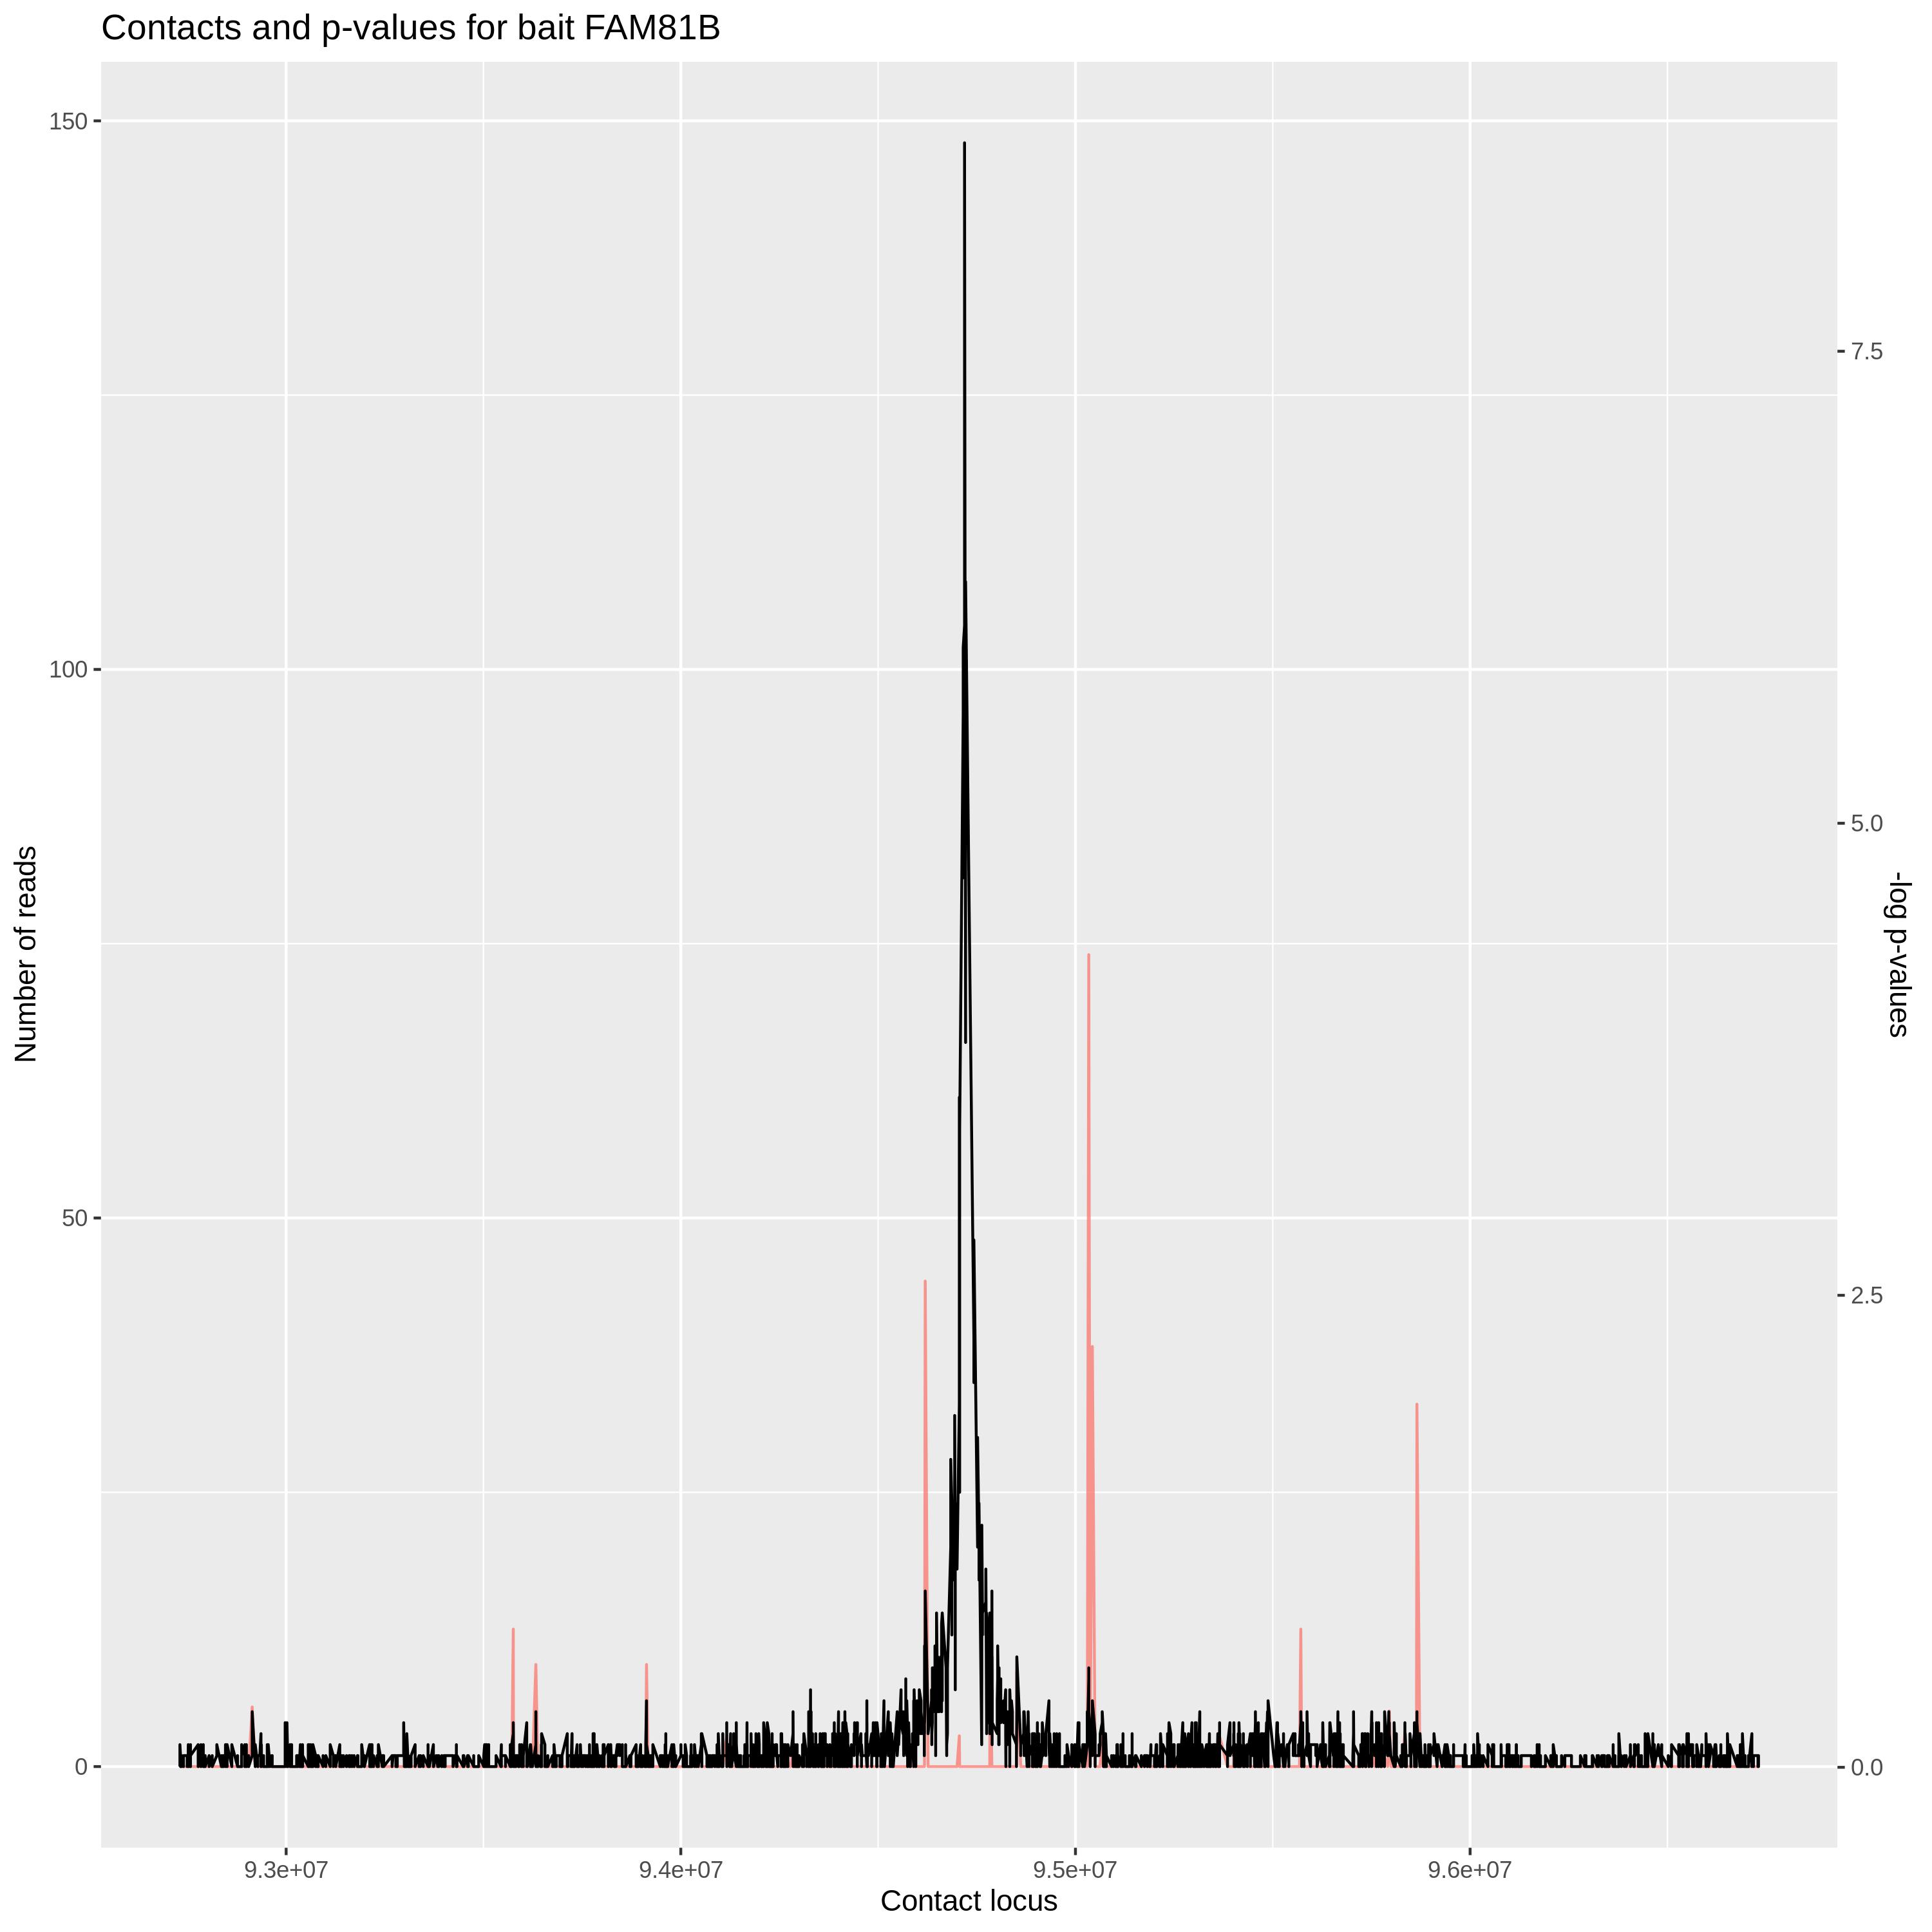 Contacts and p-values for bait FAM81B
150
100
50
0
Number of reads
7.5
5.0
2.5
0.0
-log p-values
9.3e+07
9.4e+07
9.5e+07
9.6e+07
Contact locus